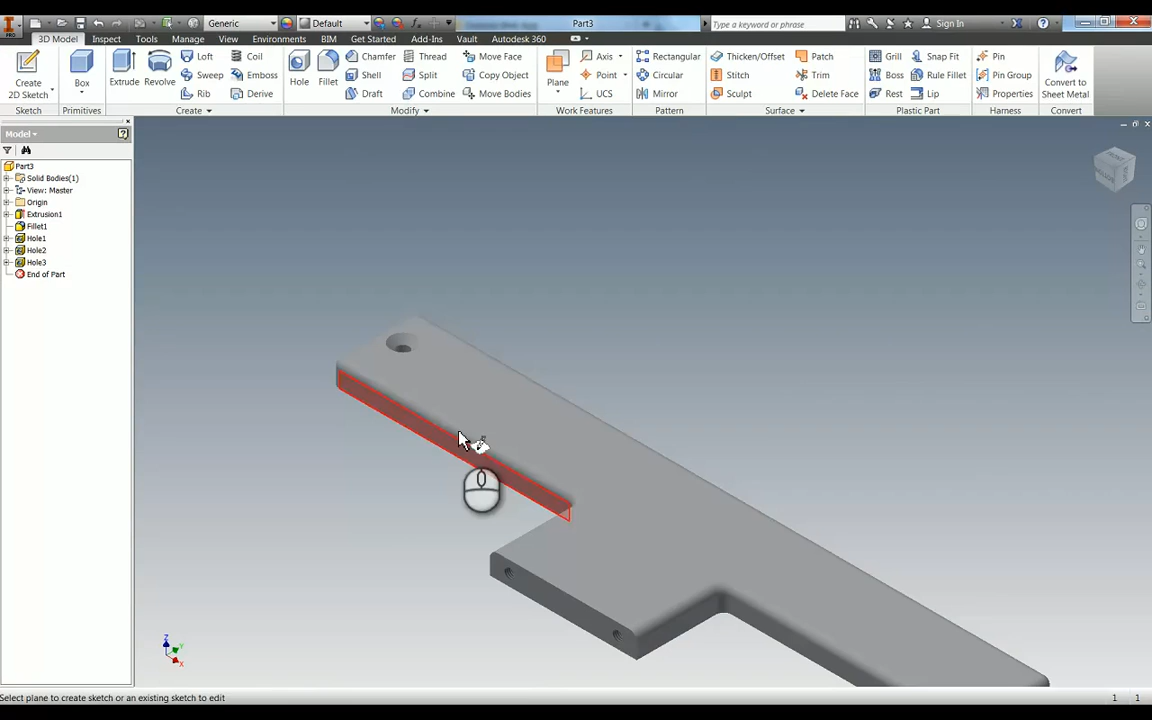 Generic
Default
Part3
Type a keyword or phrase
Sign In
PRO
3D Model
Inspect
Tools
Manage
View
Environments
BIM
Get Started
Add-Ins
Vault
Autodesk 360
Create
2D Sketch
Box
Extrude
Revolve
Loft
Sweep
Rib
Coil
Emboss
Derive
Hole
Fillet
Chamfer
Shell
Draft
Thread
Split
Combine
Move Face
Copy Object
Move Bodies
Plane
Axis
Point
UCS
Rectangular
Circular
Mirror
Thicken/Offset
Stitch
Sculpt
Patch
Trim
Delete Face
Grill
Boss
Rest
Snap Fit
Rule Fillet
Lip
Pin
Pin Group
Properties
Convert to
Sheet Metal
Sketch
Primitives
Create
Modify
Work Features
Pattern
Surface
Plastic Part
Harness
Convert
Model
Part3
Solid Bodies(1)
View: Master
Origin
Extrusion1
Fillet1
Hole1
Hole2
Hole3
End of Part
Z
Y
X
Select plane to create sketch or an existing sketch to edit
1
1